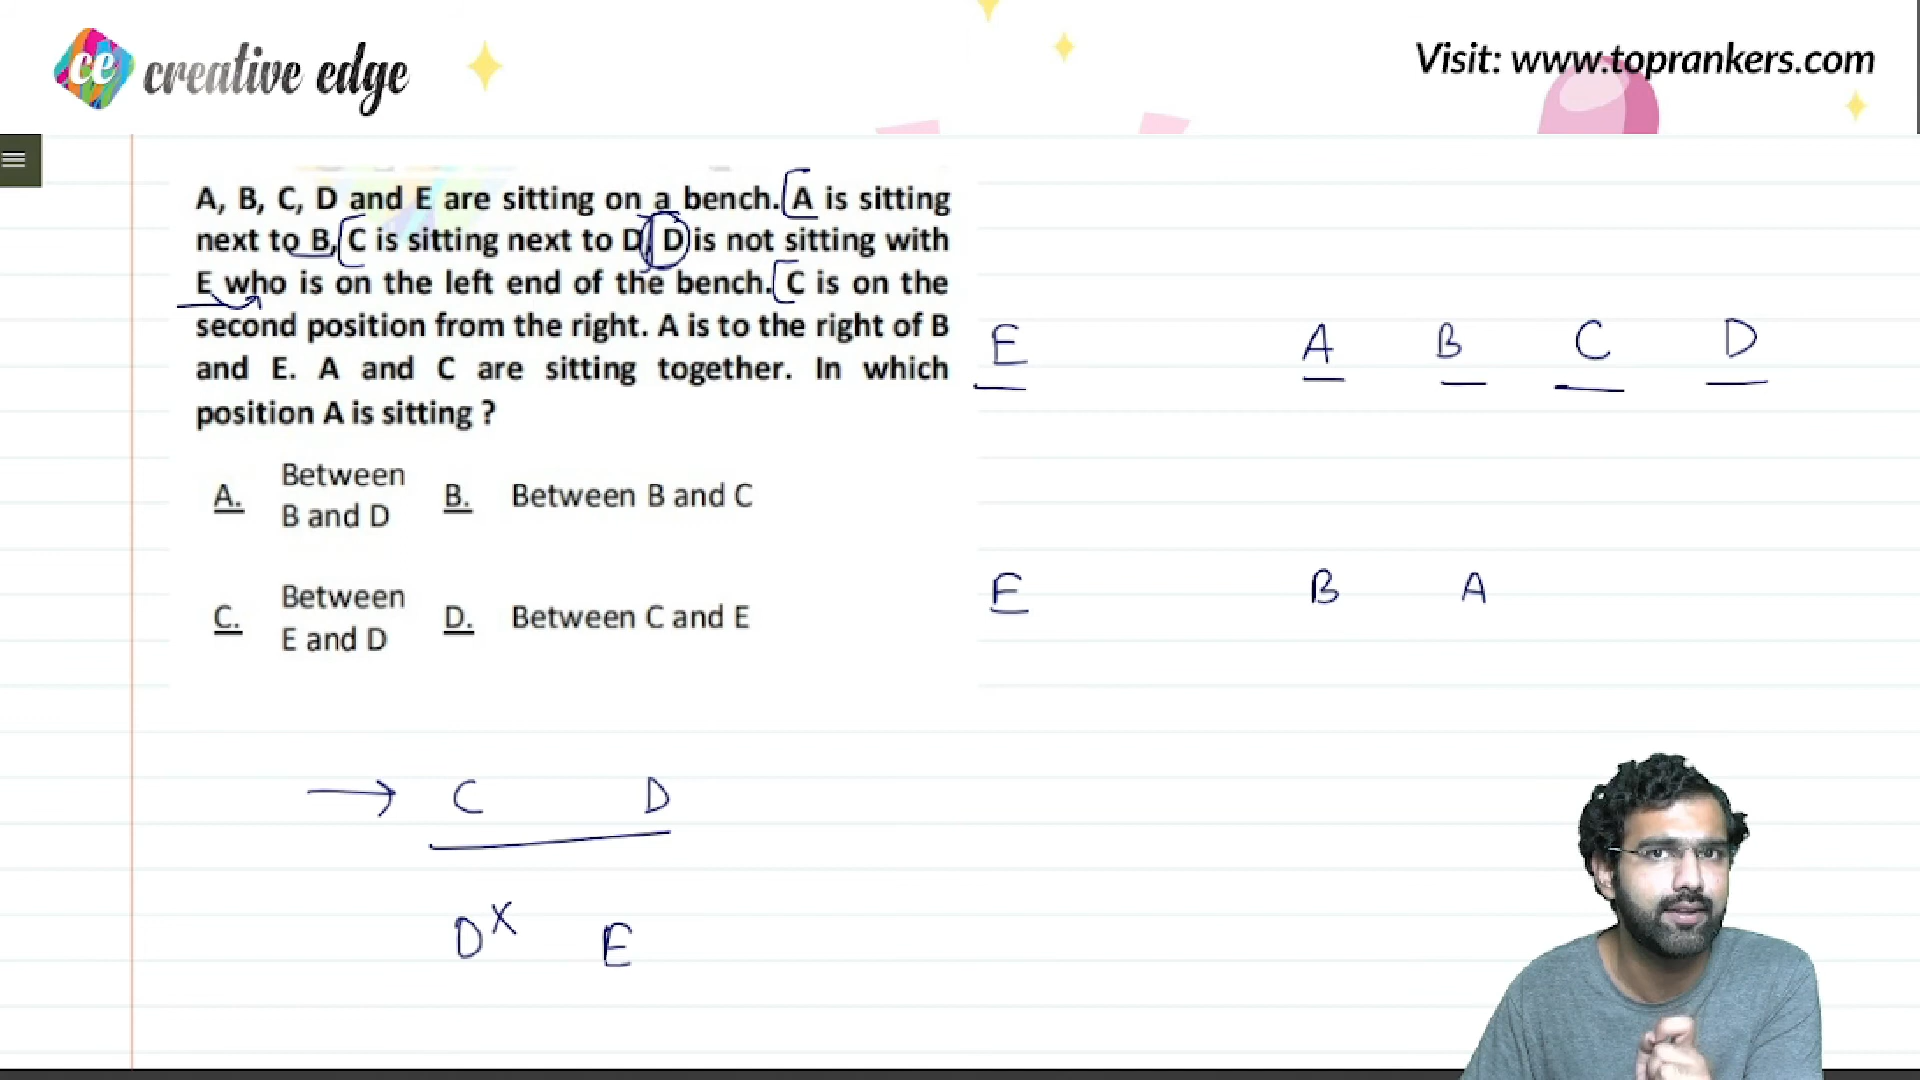 ce creative edge
Visit: www.toprankers.com
A, B, C, D and E are sitting on a bench. A is sitting
next to B, C is sitting next to D, D is not sitting with
E who is on the left end of the bench. C is on the
second position from the right. A is to the right of B
and E. A and C are sitting together. In which
position A is sitting ?
A. Between B and D
B. Between B and C
C. Between E and D
D. Between C and E
E A B C D
E B A
C D
D X E